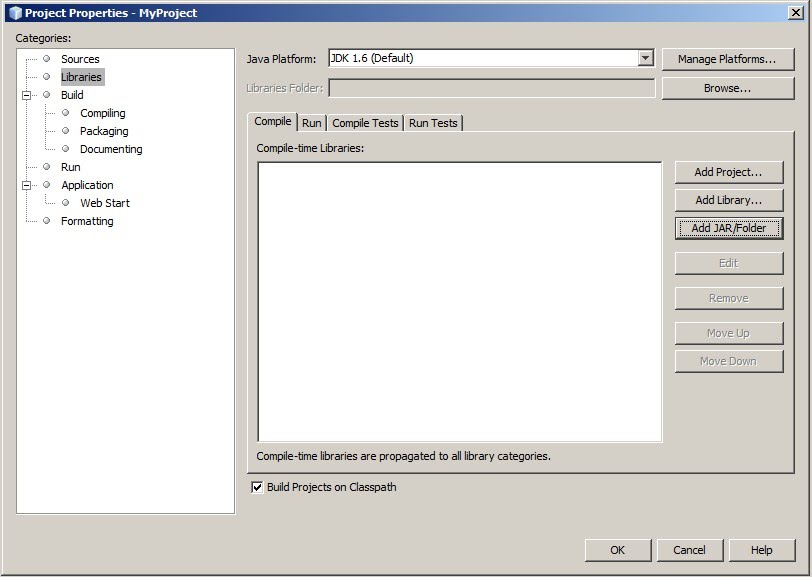 Project Properties - MyProject
Categories:
Sources
Libraries
Build
Compiling
Packaging
Documenting
Run
Application
Web Start
Formatting
Java Platform: JDK 1.6 (Default) Manage Platforms...
Libraries Folder: Browse...
Compile Run Compile Tests Run Tests
Compile-time Libraries:
Add Project...
Add Library...
Add JAR/Folder
Edit
Remove
Move Up
Move Down
Compile-time libraries are propagated to all library categories.
Build Projects on Classpath
OK Cancel Help